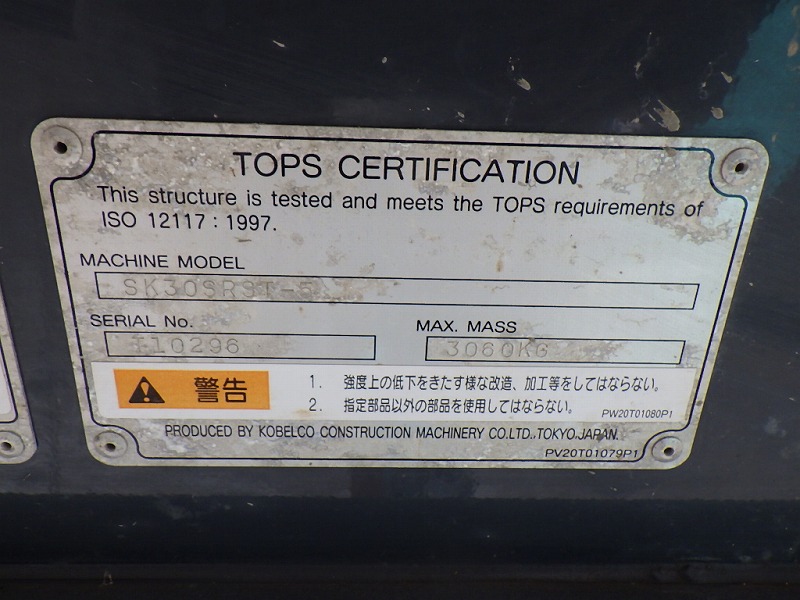 TOPS CERTIFICATION
This structure is tested and meets the TOPS requirements of
ISO 12117 : 1997.
MACHINE MODEL
SK30SRST-5
SERIAL No.
110296
MAX. MASS
3060KG
警告
1. 強度上の低下をきたす様な改造、加工等をしてはならない。
2. 指定部品以外の部品を使用してはならない。
PW20T01080P1
PRODUCED BY KOBELCO CONSTRUCTION MACHINERY CO.LTD.,TOKYO,JAPAN.
PV20T01079P1